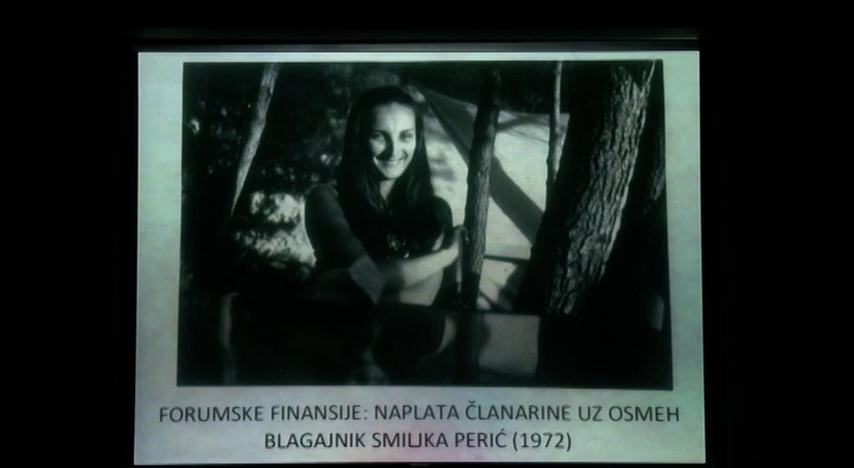 FORUMSKE FINANSIJE: NAPLATA ČLANARINE UZ OSMEH
BLAGAJNIK SMILJKA PERIĆ (1972)